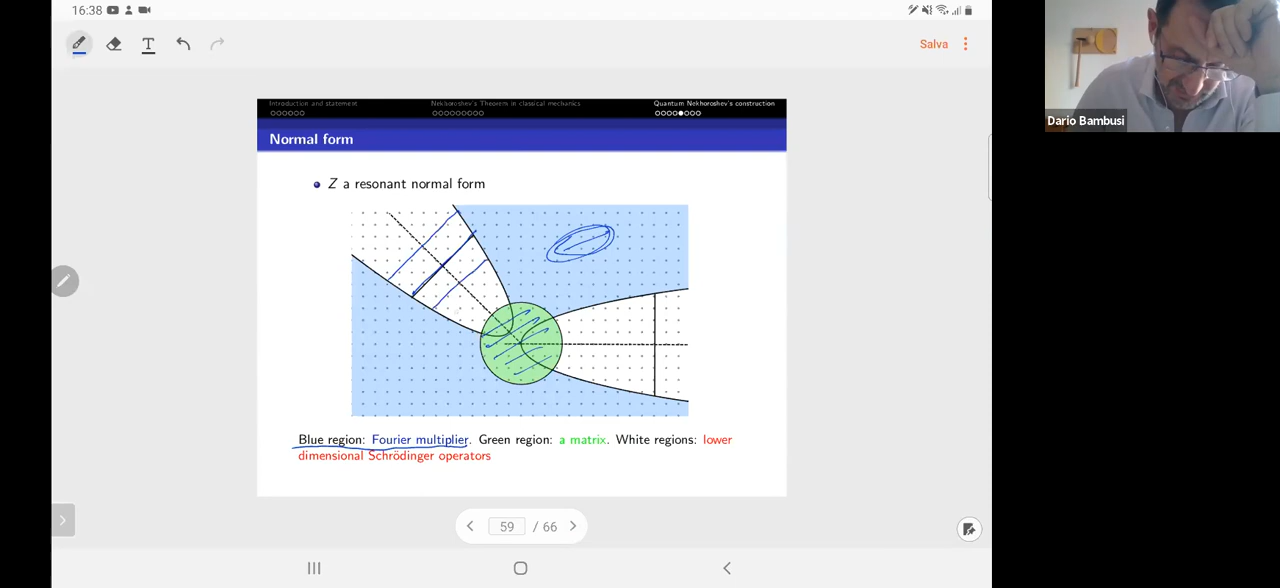 16:38
T
Salva
Introduction and statement
Nekhoroshev's Theorem in classical mechanics
Quantum Nekhoroshev's construction
Normal form
Z a resonant normal form
Blue region: Fourier multiplier. Green region: a matrix. White regions: lower
dimensional Schrödinger operators
59 / 66
Dario Bambusi